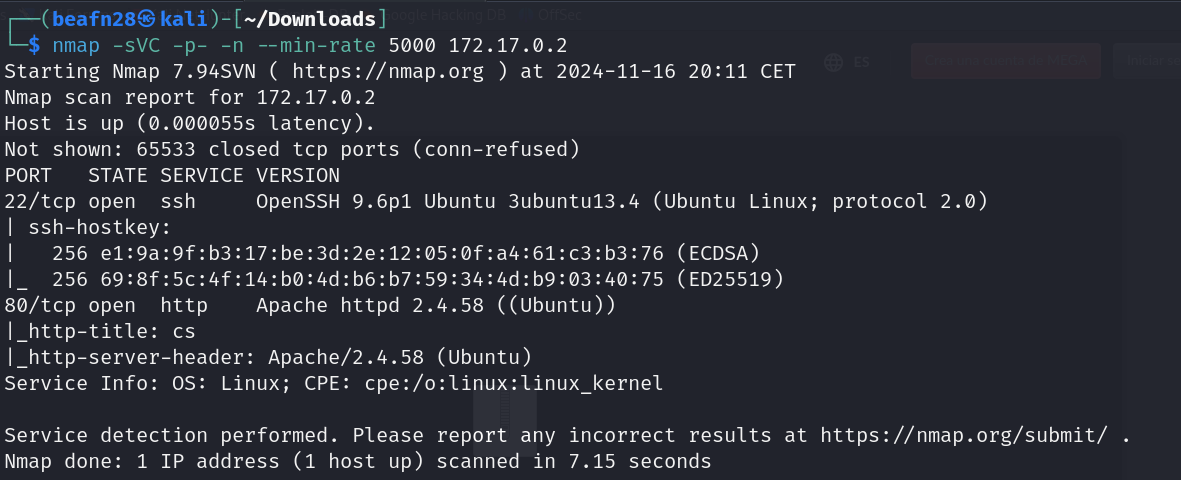 ┌──(beafn28㉿kali)-[~/Downloads]
└─$ nmap -sVC -p- -n --min-rate 5000 172.17.0.2
Starting Nmap 7.94SVN ( https://nmap.org ) at 2024-11-16 20:11 CET
Nmap scan report for 172.17.0.2
Host is up (0.000055s latency).
Not shown: 65533 closed tcp ports (conn-refused)
PORT   STATE SERVICE VERSION
22/tcp open  ssh     OpenSSH 9.6p1 Ubuntu 3ubuntu13.4 (Ubuntu Linux; protocol 2.0)
| ssh-hostkey:
|   256 e1:9a:9f:b3:17:be:3d:2e:12:05:0f:a4:61:c3:b3:76 (ECDSA)
|_  256 69:8f:5c:4f:14:b0:4d:b6:b7:59:34:4d:b9:03:40:75 (ED25519)
80/tcp open  http    Apache httpd 2.4.58 ((Ubuntu))
|_http-title: cs
|_http-server-header: Apache/2.4.58 (Ubuntu)
Service Info: OS: Linux; CPE: cpe:/o:linux:linux_kernel
Service detection performed. Please report any incorrect results at https://nmap.org/submit/ .
Nmap done: 1 IP address (1 host up) scanned in 7.15 seconds
Google Hacking DB
OffSec
ES